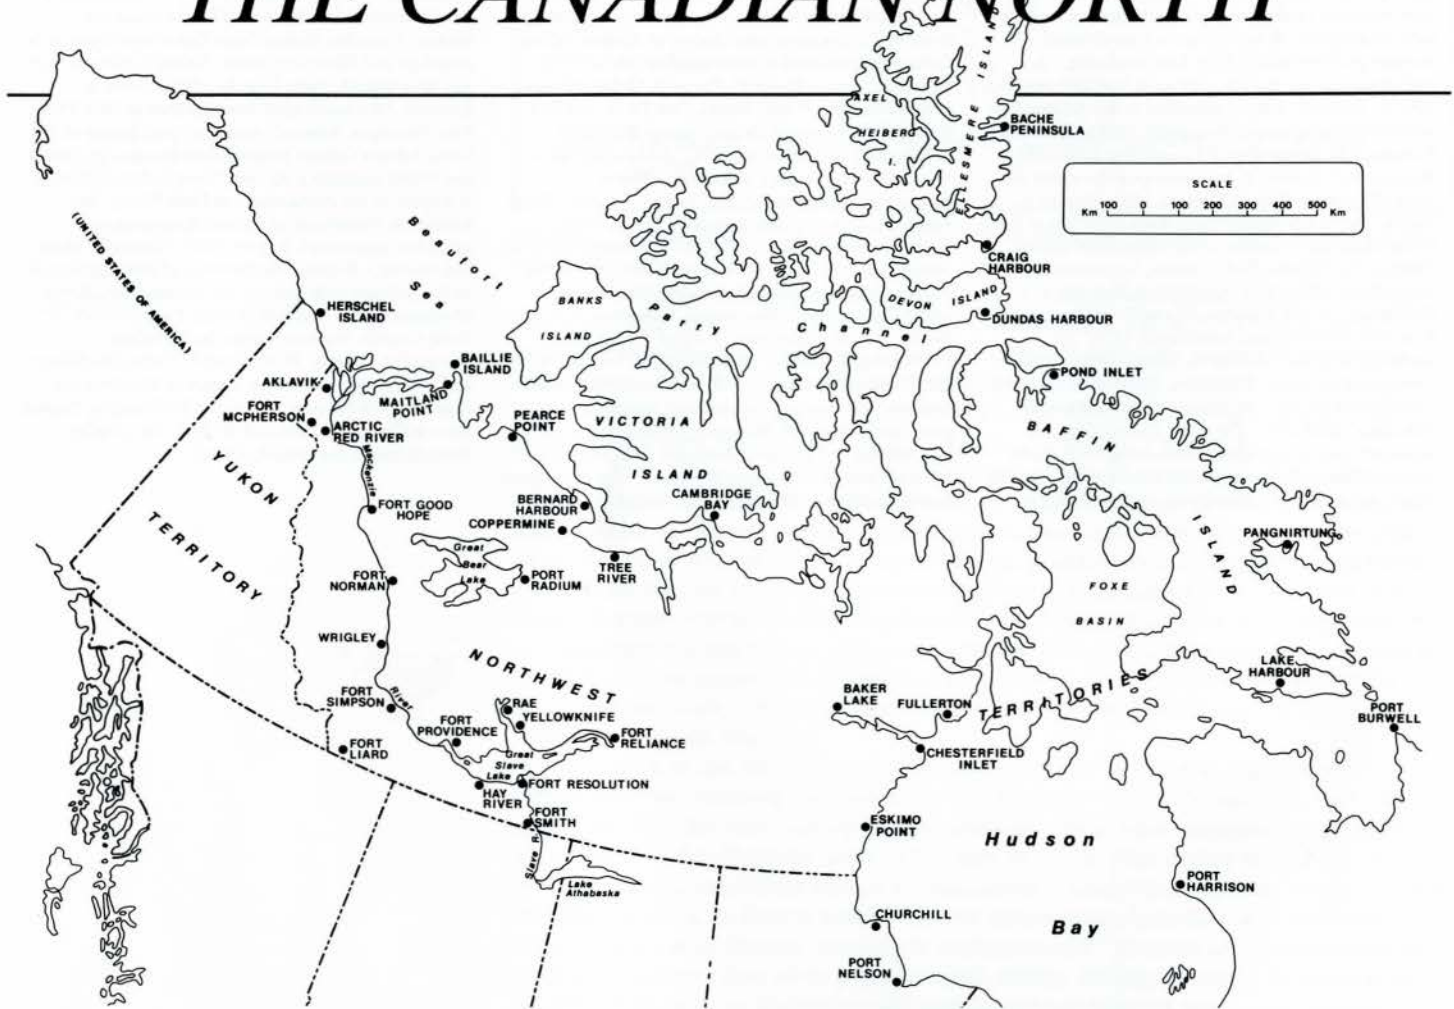 THE CANADIAN NORTH
AXEL
HEIBERG
I.
ELLESMERE ISLAND
BACHE
PENINSULA
SCALE
Km 100 0 100 200 300 400 500 Km
(UNITED STATES OF AMERICA)
Beaufort
Sea
CRAIG
HARBOUR
DEVON ISLAND
DUNDAS HARBOUR
BANKS
ISLAND
Parry Channel
HERSCHEL
ISLAND
BAILLIE
ISLAND
AKLAVIK
MAITLAND
POINT
POND INLET
FORT
MCPHERSON
ARCTIC
RED RIVER
PEARCE
POINT
VICTORIA
ISLAND
BAFFIN
ISLAND
YUKON
TERRITORY
Mackenzie
FORT GOOD
HOPE
BERNARD
HARBOUR
CAMBRIDGE
BAY
COPPERMINE
PANGNIRTUNG
Great
Bear
Lake
PORT
RADIUM
TREE
RIVER
FORT
NORMAN
FOXE
BASIN
WRIGLEY
NORTHWEST
TERRITORIES
LAKE
HARBOUR
FORT
SIMPSON
River
RAE
YELLOWKNIFE
BAKER
LAKE
FULLERTON
PORT
BURWELL
FORT
PROVIDENCE
FORT
RELIANCE
FORT
LIARD
Great
Slave
Lake
CHESTERFIELD
INLET
HAY
RIVER
FORT RESOLUTION
FORT
SMITH
ESKIMO
POINT
Slave R.
Hudson
Bay
Lake
Athabaska
PORT
HARRISON
CHURCHILL
PORT
NELSON